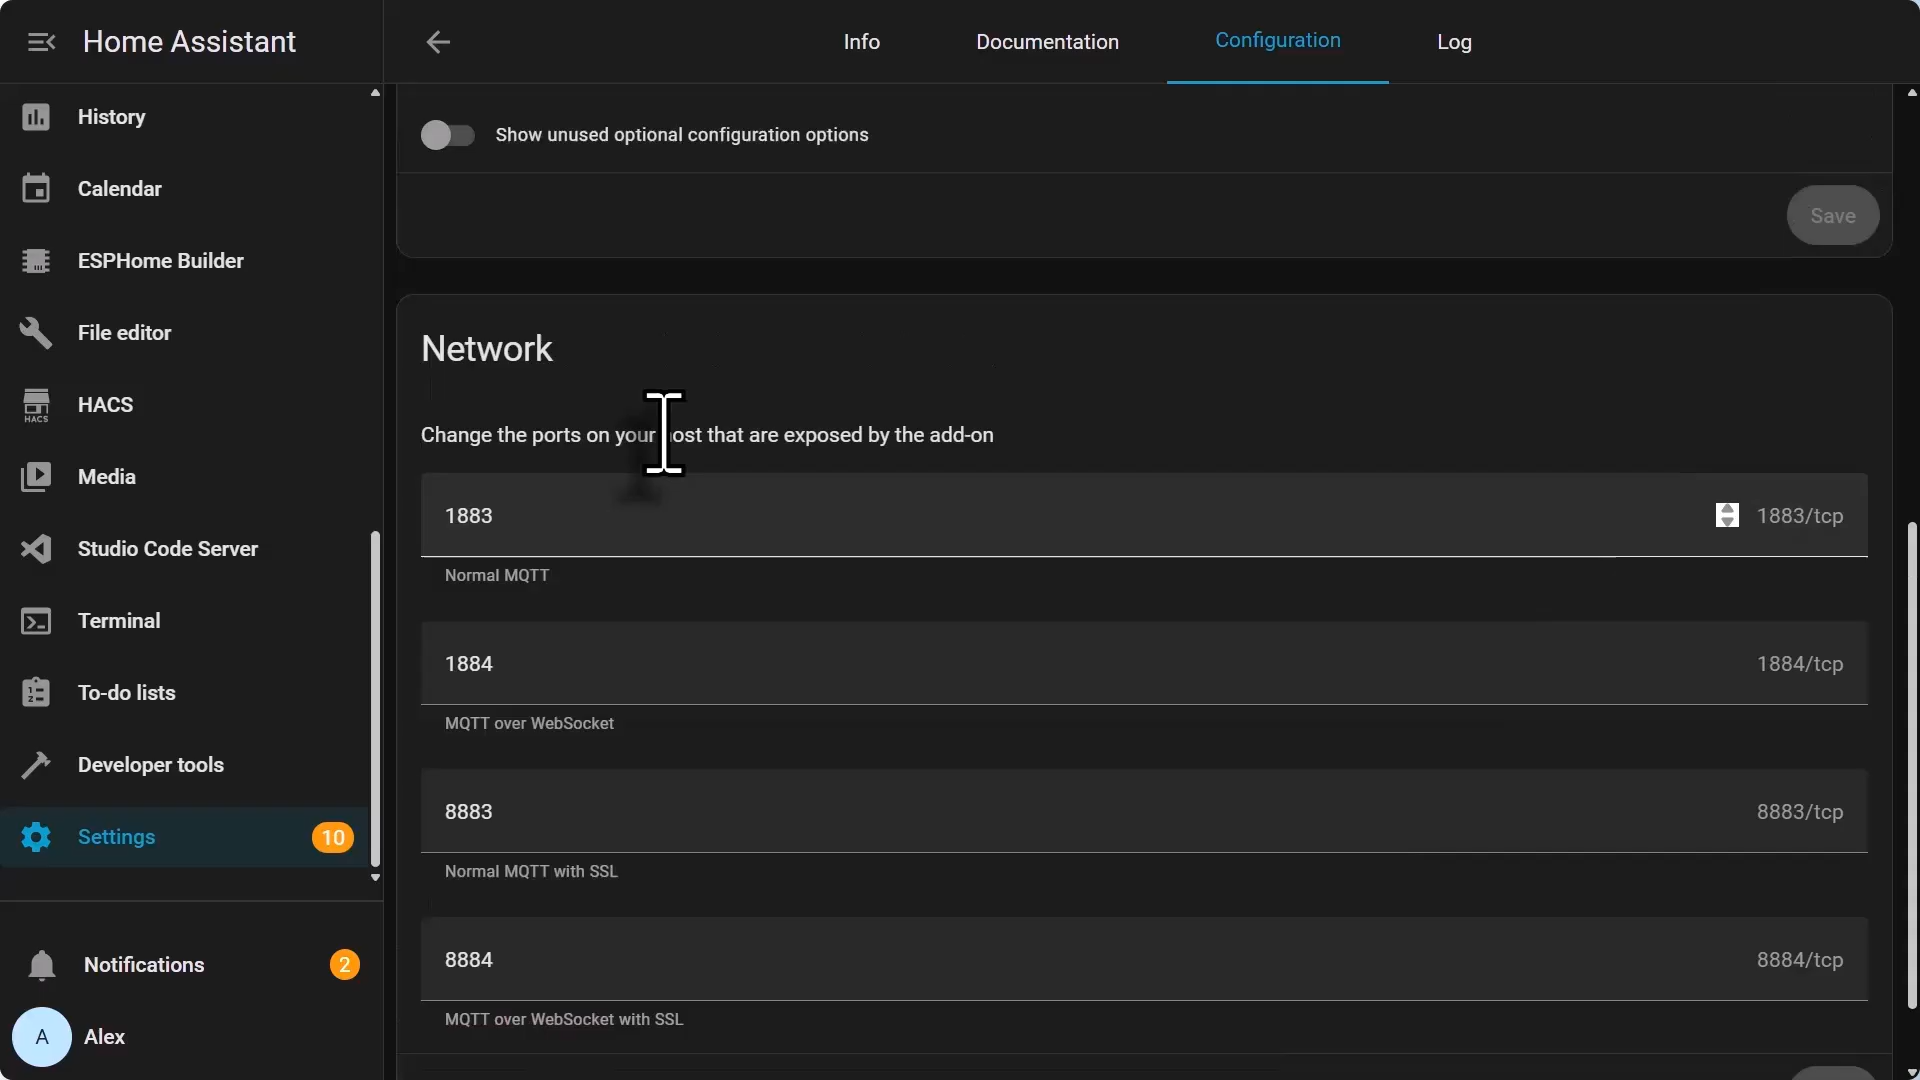 Home Assistant
Info
Documentation
Configuration
Log
History
Calendar
ESPHome Builder
File editor
HACS
HACS
Media
Studio Code Server
Terminal
To-do lists
Developer tools
Settings
10
Notifications
2
A
Alex
Show unused optional configuration options
Save
Network
Change the ports on your host that are exposed by the add-on
1883
1883/tcp
Normal MQTT
1884
1884/tcp
MQTT over WebSocket
8883
8883/tcp
Normal MQTT with SSL
8884
8884/tcp
MQTT over WebSocket with SSL